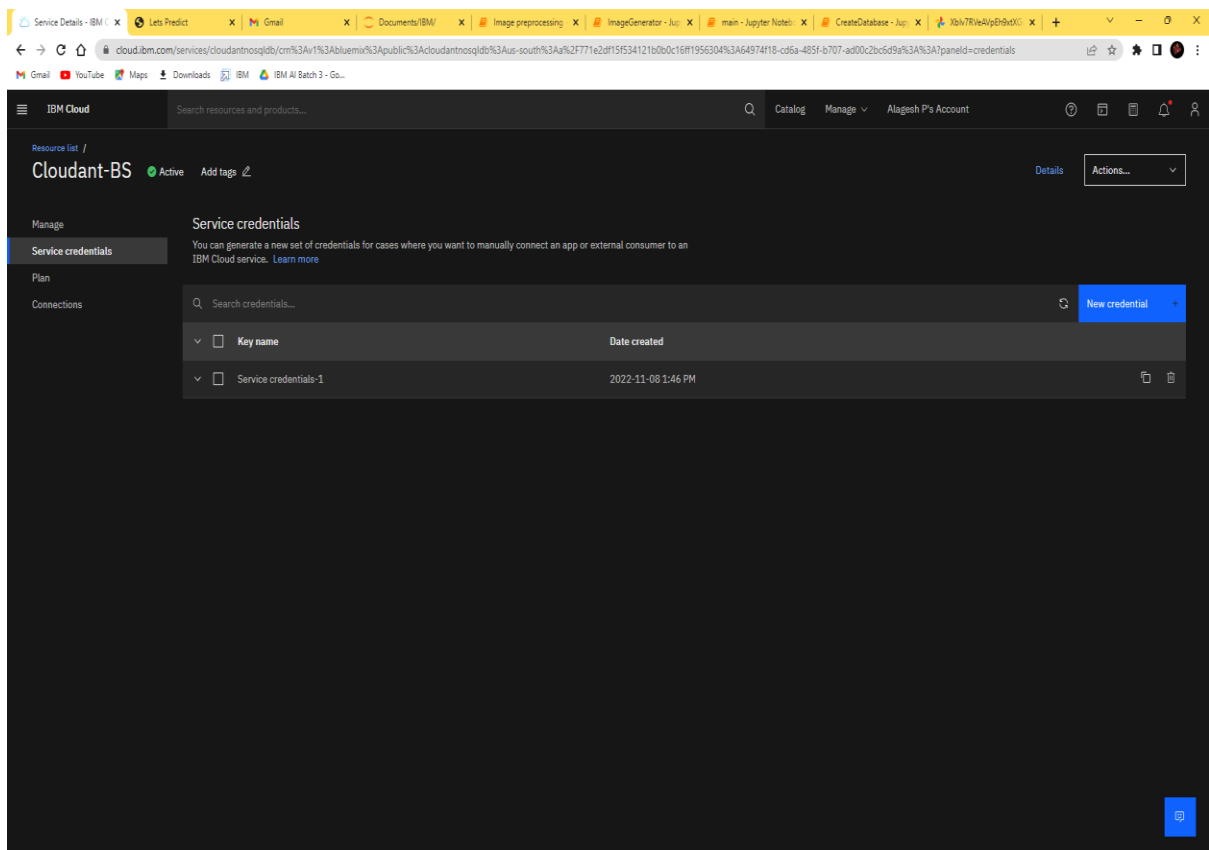 Service Details - IBM C
Lets Predict
Gmail
Documents/IBM/
Image preprocessing
ImageGenerator - Jup
main - Jupyter Noteb
CreateDatabase - Jup
cloud.ibm.com/services/cloudantnosqldb/crn%3Av1%3Abluemix%3Apublic%3Acloudantnosqldb%3Aus-south%3Aa%2F771e2df15f534121b0b0c16ff1956304%3A64974f18-cd6a-485f-b707-ad00c2bc6d9a%3A%3A?paneId=credentials
Gmail YouTube Maps Downloads IBM IBM AI Batch 3 - Go...
IBM Cloud Search resources and products... Catalog Manage Alagesh P's Account
Resource list /
Cloudant-BS Active Add tags Details Actions...
Manage
Service credentials
Plan
Connections
Service credentials
You can generate a new set of credentials for cases where you want to manually connect an app or external consumer to an
IBM Cloud service. Learn more
Search credentials... New credential +
Key name Date created
Service credentials-1 2022-11-08 1:46 PM